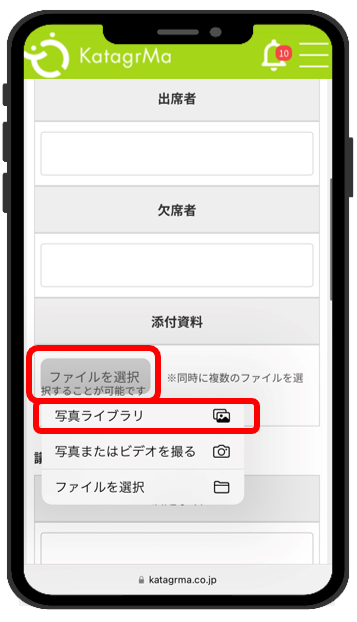 KatagrMa
10
出席者
欠席者
添付資料
ファイルを選択
※同時に複数のファイルを選
択することが可能です
写真ライブラリ
写真またはビデオを撮る
ファイルを選択
katagrma.co.jp